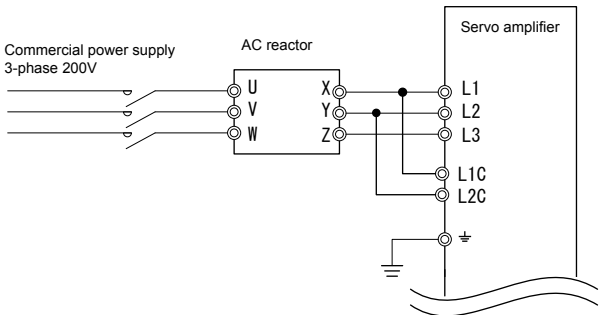 Commercial power supply
3-phase 200V
AC reactor
Servo amplifier
U
V
W
X
Y
Z
L1
L2
L3
L1C
L2C